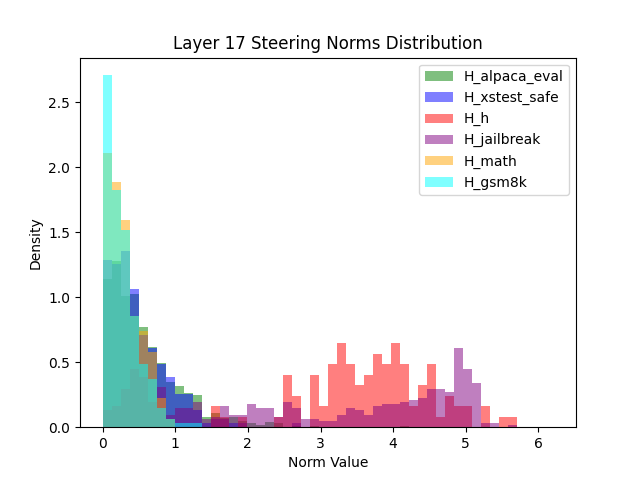 Layer 17 Steering Norms Distribution
H_alpaca_eval
H_xstest_safe
H_h
H_jailbreak
H_math
H_gsm8k
Density
2.5
2.0
1.5
1.0
0.5
0.0
0
1
2
3
4
5
6
Norm Value